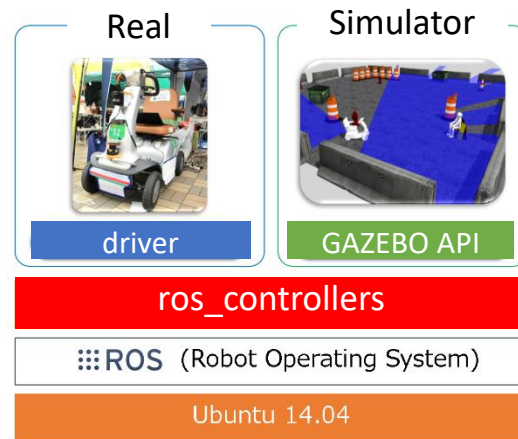 Real
Simulator
driver
GAZEBO API
ros_controllers
ROS (Robot Operating System)
Ubuntu 14.04